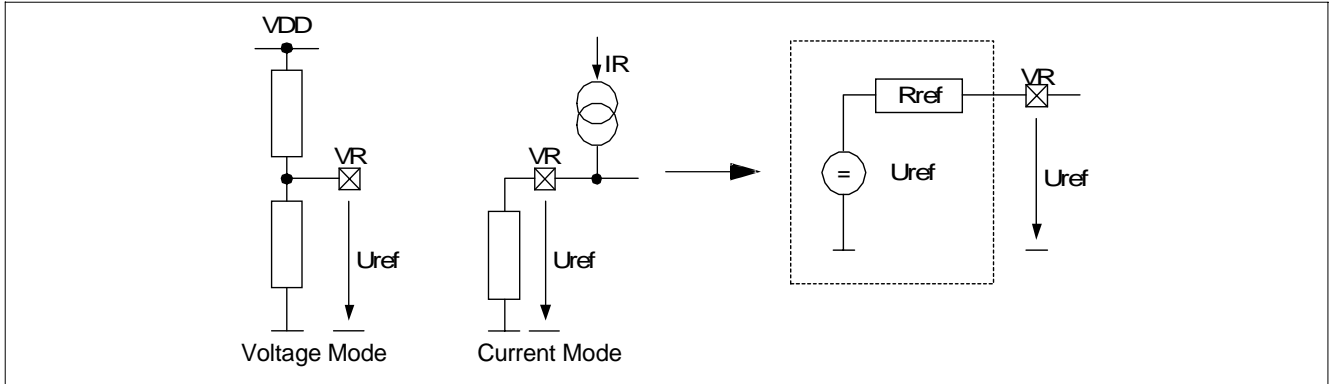 VDD
VR
Uref
Voltage Mode
IR
VR
Uref
Current Mode
Rref
=
Uref
VR
Uref